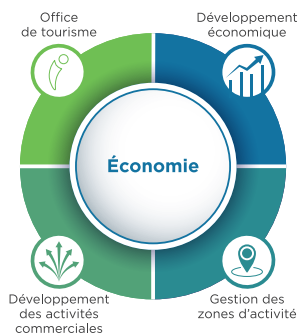 Office
de tourisme
Développement
économique
Économie
Développement
des activités
commerciales
Gestion des
zones d'activité